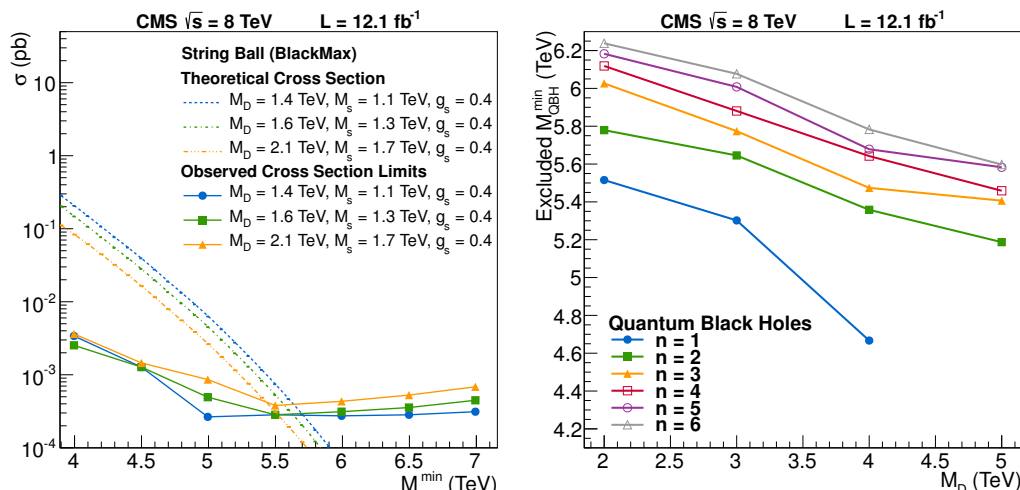 CMS √s = 8 TeV L = 12.1 fb⁻¹
σ (pb)
String Ball (BlackMax)
Theoretical Cross Section
M_D = 1.4 TeV, M_s = 1.1 TeV, g_s = 0.4
M_D = 1.6 TeV, M_s = 1.3 TeV, g_s = 0.4
M_D = 2.1 TeV, M_s = 1.7 TeV, g_s = 0.4
Observed Cross Section Limits
M_D = 1.4 TeV, M_s = 1.1 TeV, g_s = 0.4
M_D = 1.6 TeV, M_s = 1.3 TeV, g_s = 0.4
M_D = 2.1 TeV, M_s = 1.7 TeV, g_s = 0.4
10
1
10⁻¹
10⁻²
10⁻³
10⁻⁴
4 4.5 5 5.5 6 6.5 7
M^min (TeV)
CMS √s = 8 TeV L = 12.1 fb⁻¹
Excluded M_QBH^min (TeV)
6.2
6
5.8
5.6
5.4
5.2
5
4.8
4.6
4.4
4.2
Quantum Black Holes
n = 1
n = 2
n = 3
n = 4
n = 5
n = 6
2 2.5 3 3.5 4 4.5 5
M_D (TeV)